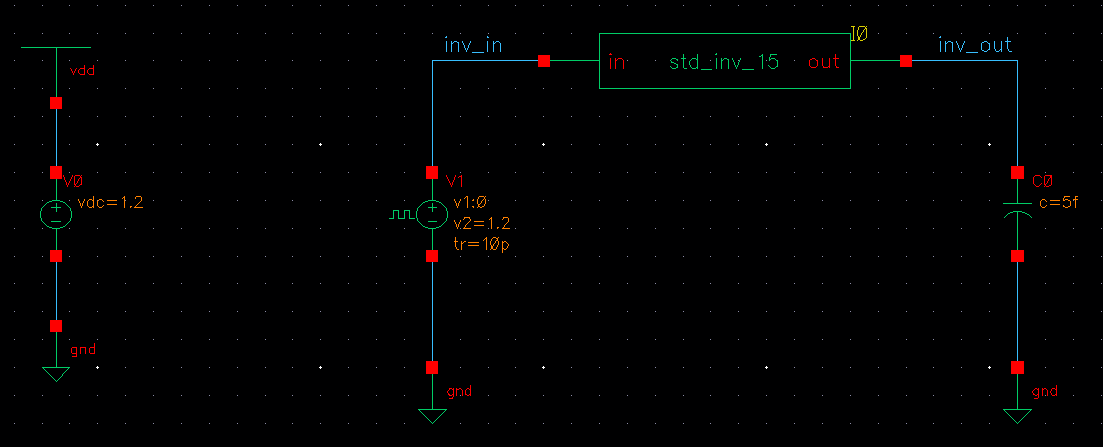 vdd
V0
vdc=1.2
gnd
inv_in
I0
in std_inv_15 out
inv_out
V1
v1:0
v2=1.2
tr=10p
gnd
C0
c=5f
gnd